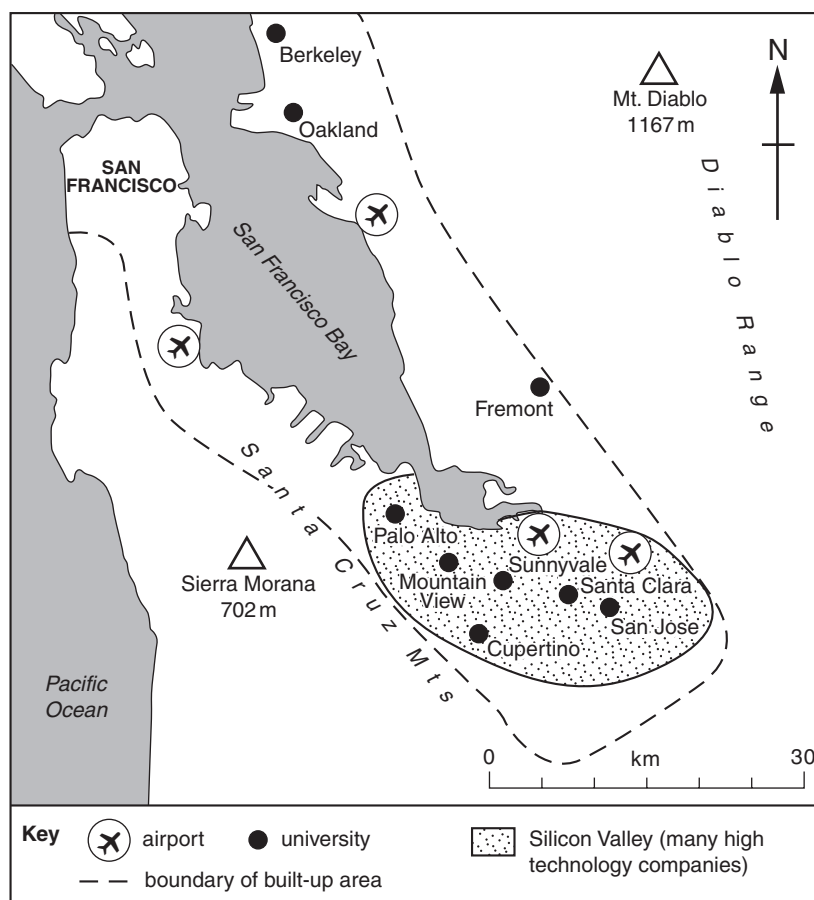 Berkeley
Oakland
Mt. Diablo
1167 m
N
SAN
FRANCISCO
San Francisco Bay
Diablo Range
Fremont
Santa Cruz Mts
Palo Alto
Sunnyvale
Mountain
View
Santa Clara
San Jose
Cupertino
Sierra Morana
702 m
Pacific
Ocean
0 km 30
Key
airport
university
Silicon Valley (many high
technology companies)
boundary of built-up area